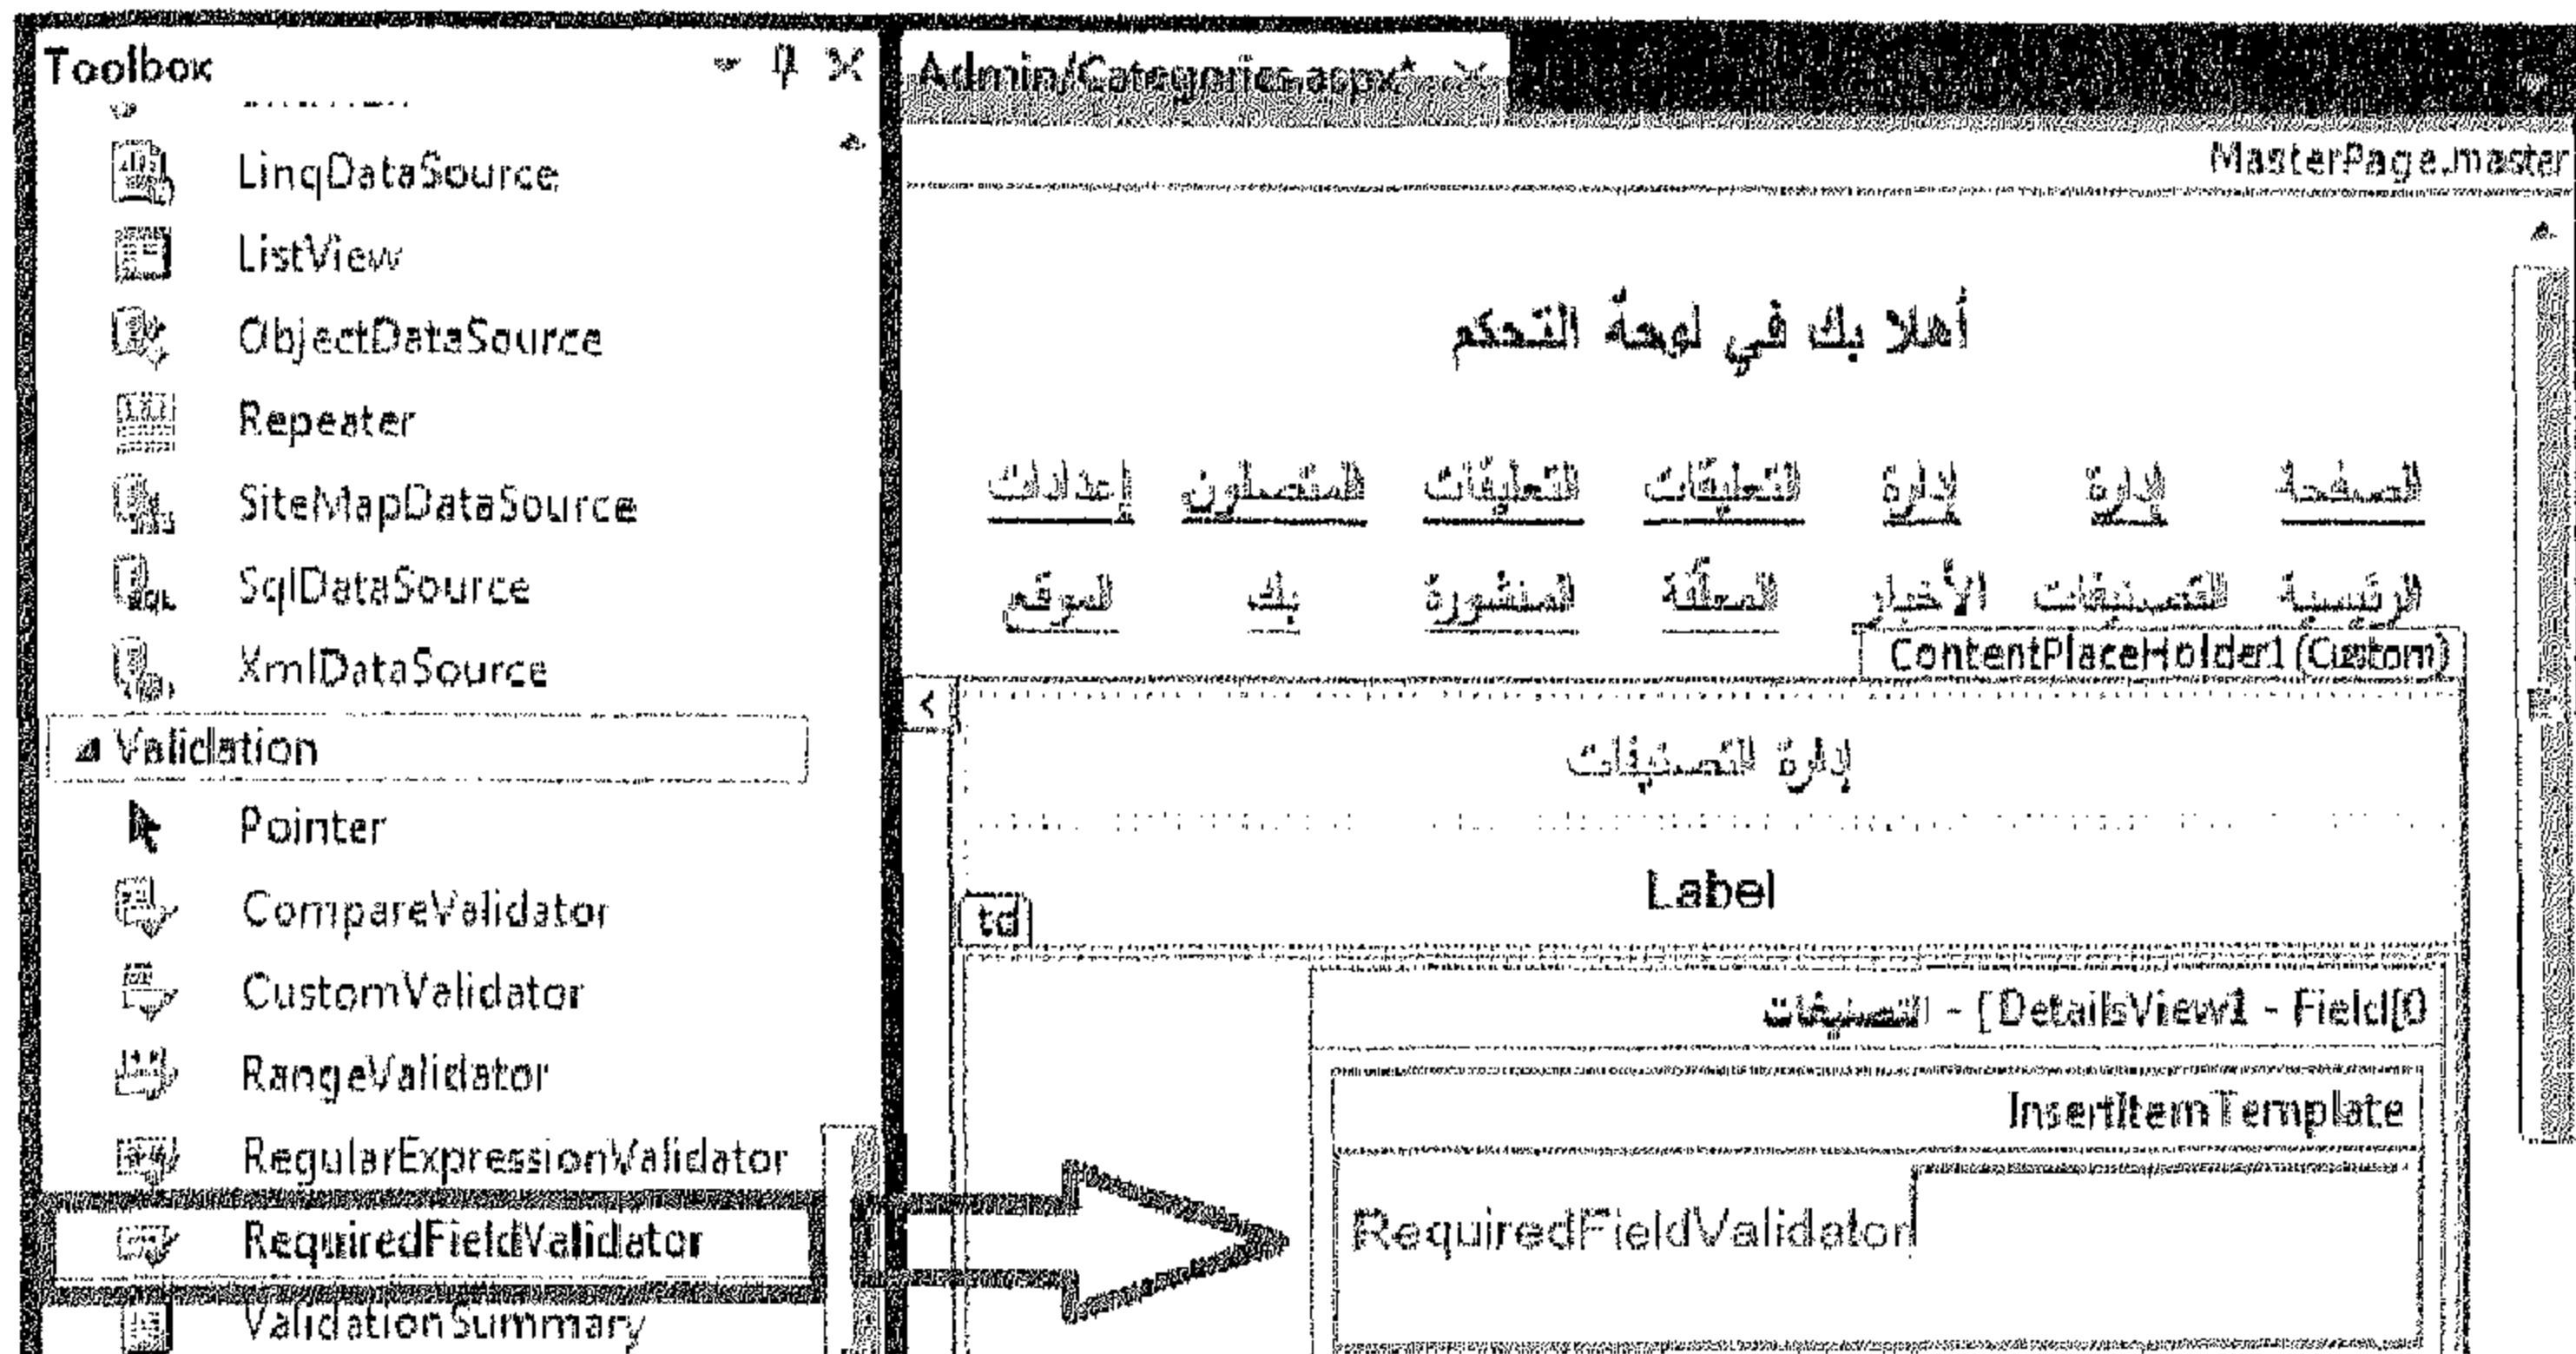 Toolbox
LinqDataSource
ListView
ObjectDataSource
Repeater
SiteMapDataSource
SqlDataSource
XmlDataSource
Validation
Pointer
CompareValidator
CustomValidator
RangeValidator
RegularExpressionValidator
RequiredFieldValidator
ValidationSummary
Admin/Categories.aspx*
MasterPage.master
أهلا بك في لوحة التحكم
الصفحة إدارة إدارة التعليقات التعليقات المتصلون إعدادات
الرئيسية التصنيفات الأخبار المعلّقة المنشورة بك الموقع
ContentPlaceHolder1 (Custom)
إدارة التصنيفات
Label
td
التصنيفات - [ DetailsView1 - Field[0
InsertItemTemplate
RequiredFieldValidator